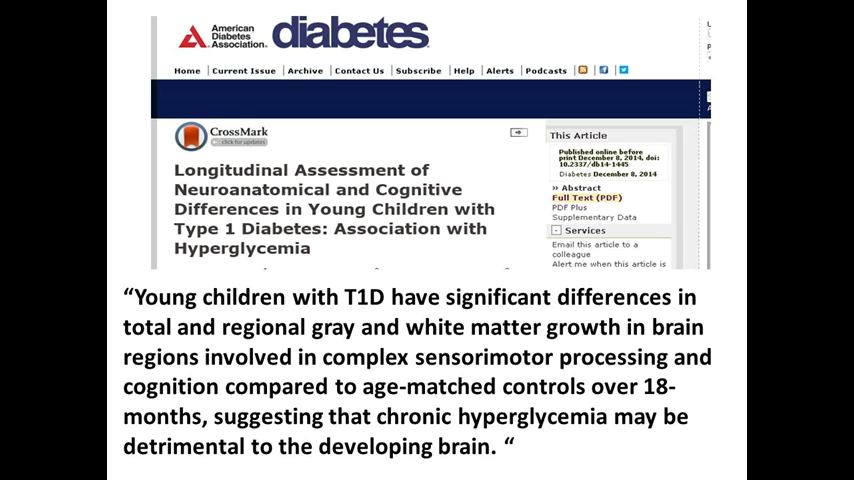 American
Diabetes
Association.
diabetes
Home Current Issue Archive Contact Us Subscribe Help Alerts Podcasts
CrossMark
click for updates
Longitudinal Assessment of
Neuroanatomical and Cognitive
Differences in Young Children with
Type 1 Diabetes: Association with
Hyperglycemia
This Article
Published online before
print December 8, 2014, doi:
10.2337/db14-1445
Diabetes December 8, 2014
» Abstract
Full Text (PDF)
PDF Plus
Supplementary Data
- Services
Email this article to a
colleague
Alert me when this article is
“Young children with T1D have significant differences in
total and regional gray and white matter growth in brain
regions involved in complex sensorimotor processing and
cognition compared to age-matched controls over 18-
months, suggesting that chronic hyperglycemia may be
detrimental to the developing brain. “